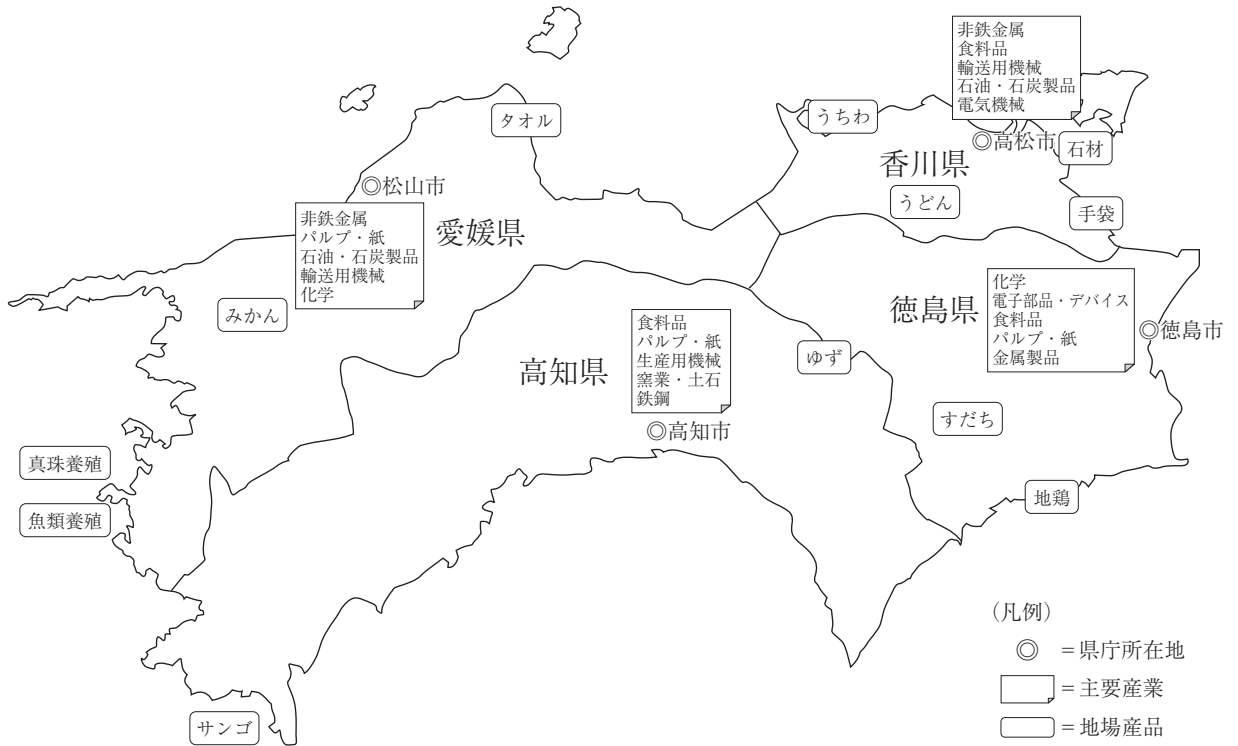 非鉄金属
食料品
輸送用機械
石油・石炭製品
電気機械
うちわ
タオル
◎高松市
石材
香川県
◎松山市
うどん
手袋
非鉄金属
パルプ・紙
石油・石炭製品
輸送用機械
化学
愛媛県
みかん
化学
電子部品・デバイス
食料品
パルプ・紙
金属製品
徳島県
◎徳島市
食料品
パルプ・紙
生産用機械
窯業・土石
鉄鋼
高知県
ゆず
◎高知市
すだち
真珠養殖
魚類養殖
地鶏
サンゴ
（凡例）
◎ ＝県庁所在地
＝主要産業
＝地場産品